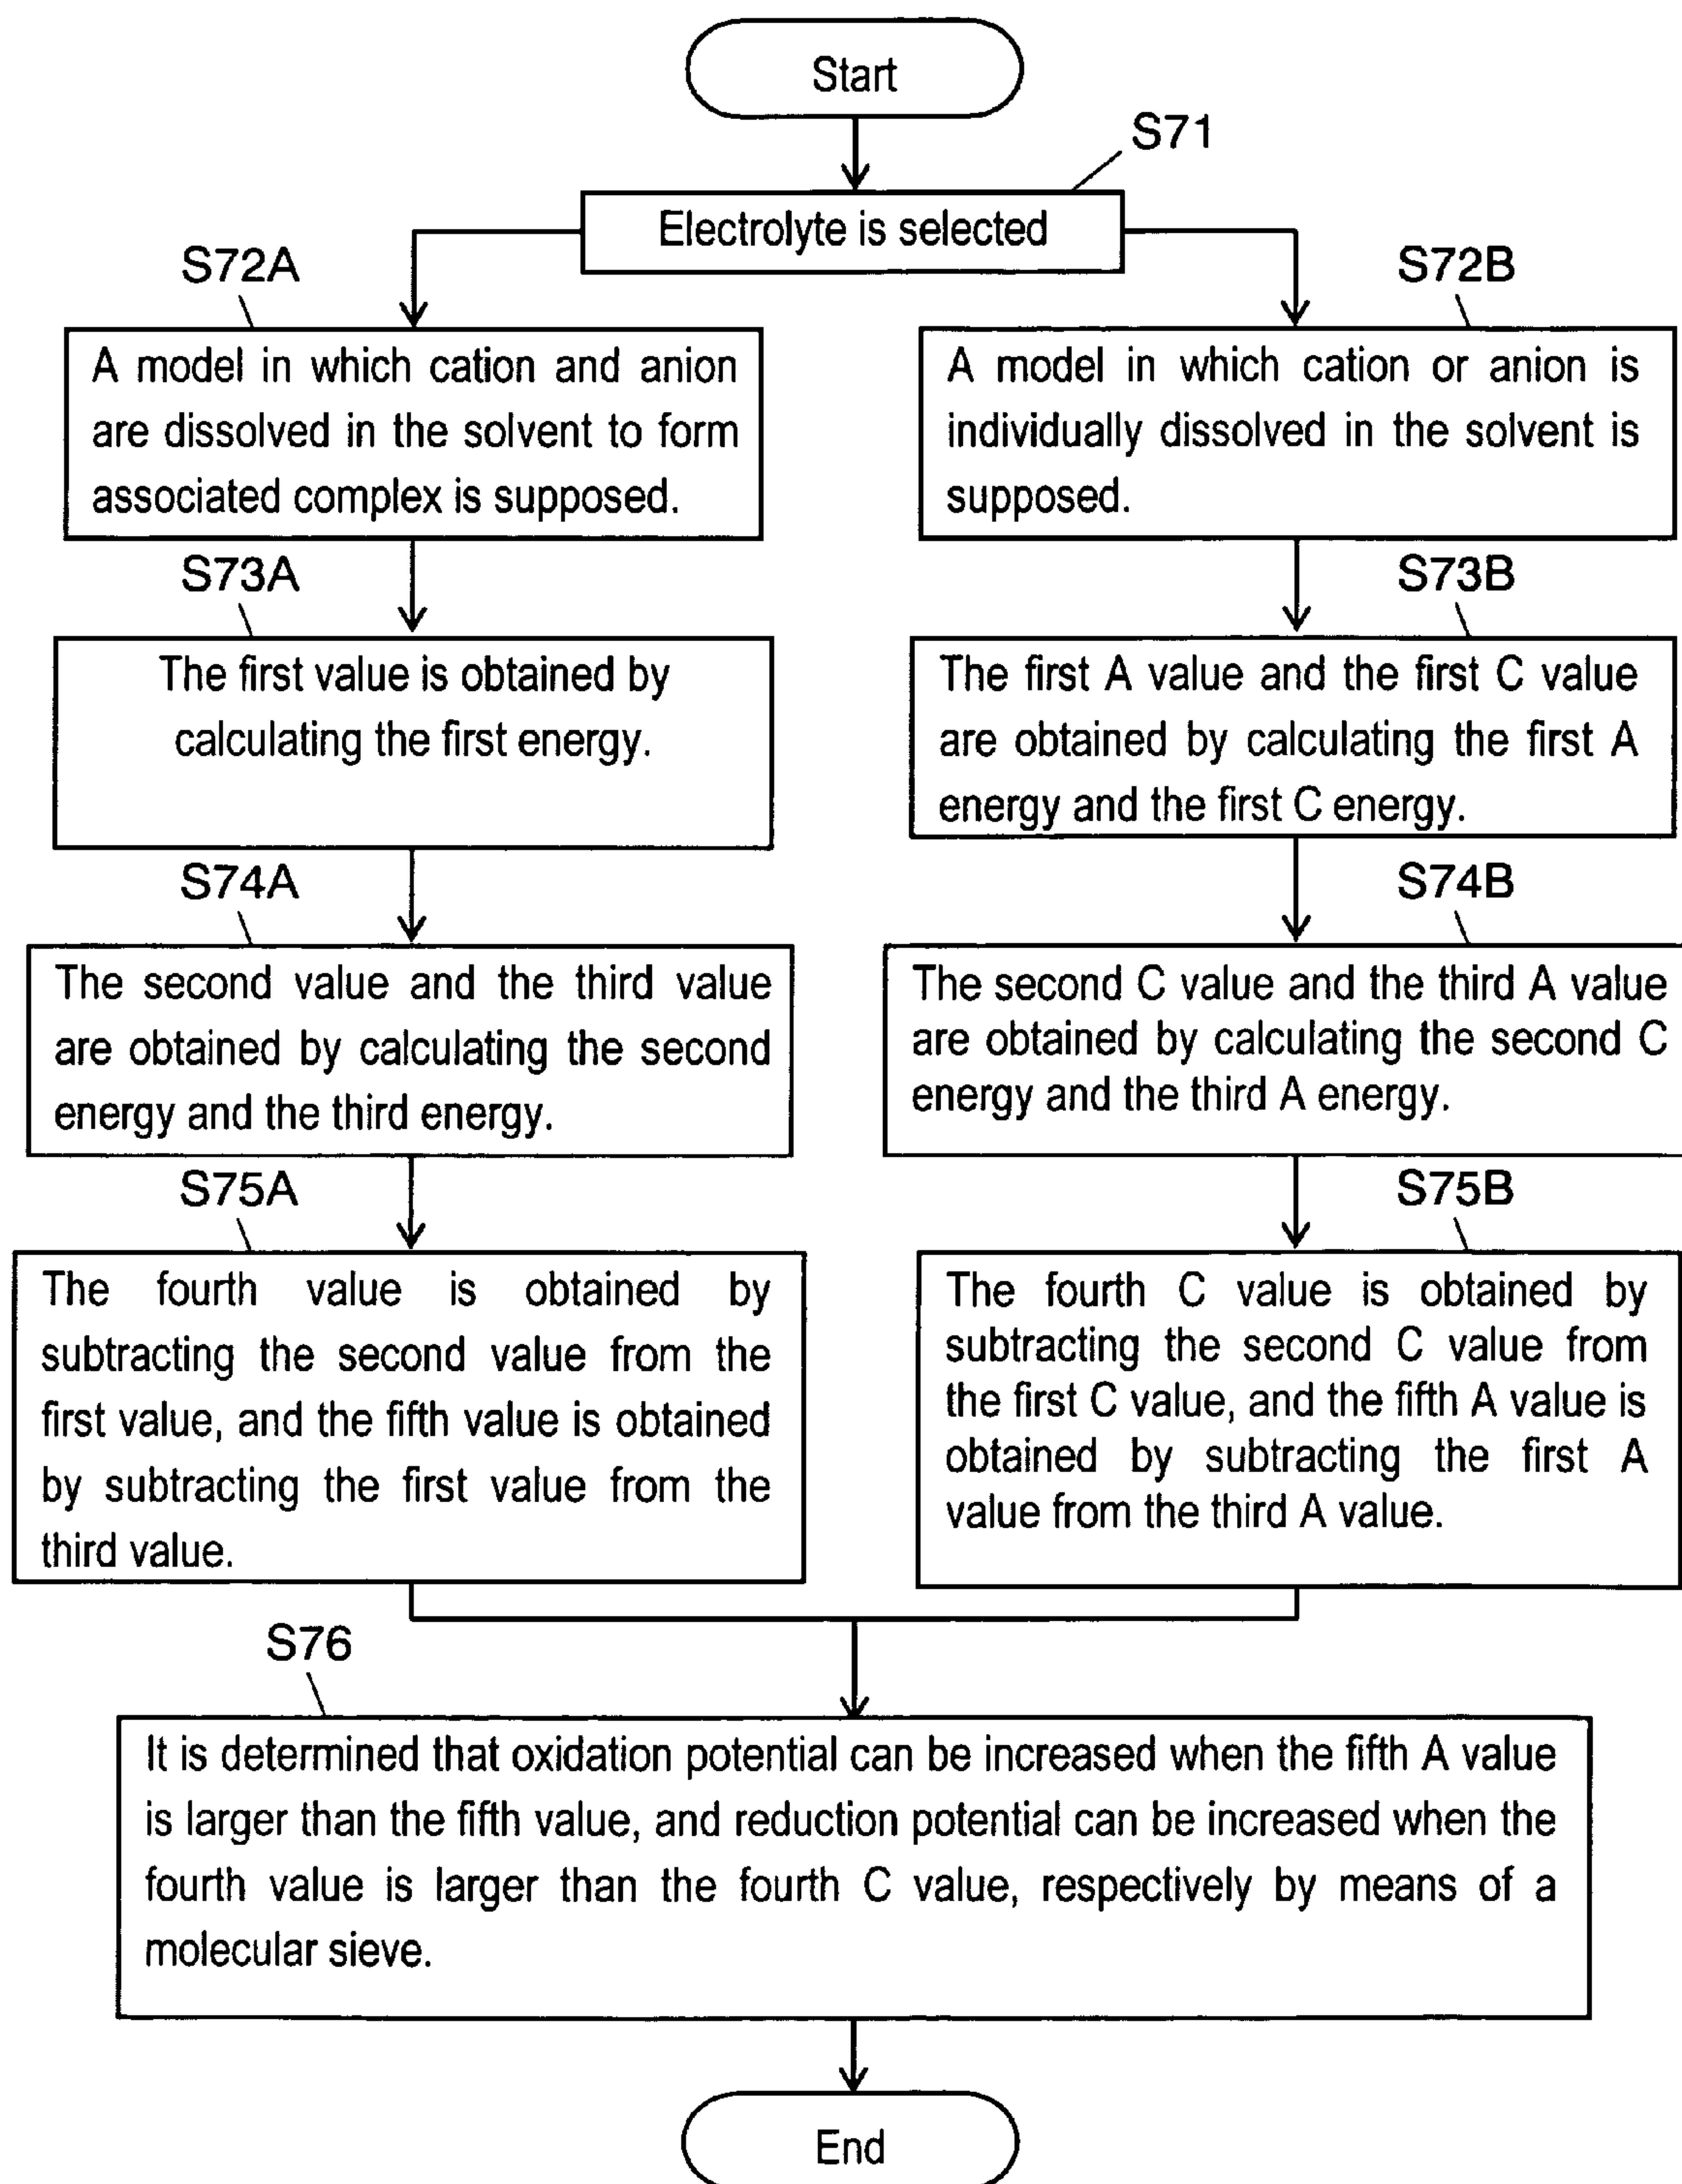 Start
S71
Electrolyte is selected
S72A
A model in which cation and anion
are dissolved in the solvent to form
associated complex is supposed.
S72B
A model in which cation or anion is
individually dissolved in the solvent is
supposed.
S73A
The first value is obtained by
calculating the first energy.
S73B
The first A value and the first C value
are obtained by calculating the first A
energy and the first C energy.
S74A
The second value and the third value
are obtained by calculating the second
energy and the third energy.
S74B
The second C value and the third A value
are obtained by calculating the second C
energy and the third A energy.
S75A
The fourth value is obtained by
subtracting the second value from the
first value, and the fifth value is obtained
by subtracting the first value from the
third value.
S75B
The fourth C value is obtained by
subtracting the second C value from
the first C value, and the fifth A value is
obtained by subtracting the first A
value from the third A value.
S76
It is determined that oxidation potential can be increased when the fifth A value
is larger than the fifth value, and reduction potential can be increased when the
fourth value is larger than the fourth C value, respectively by means of a
molecular sieve.
End